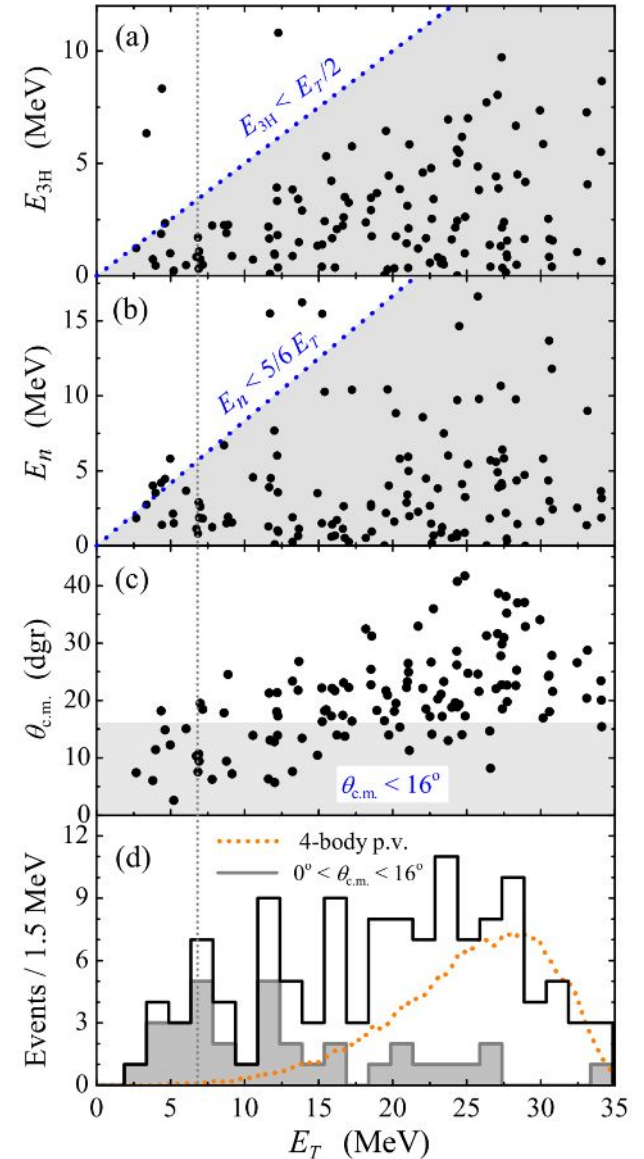 (a)
10
5
0
E3H (MeV)
E3H < ET/2
(b)
15
10
5
0
En (MeV)
En < 5/6 ET
(c)
40
30
20
10
0
θc.m. (dgr)
θc.m. < 16°
(d)
12
9
6
3
0
Events / 1.5 MeV
4-body p.v.
0° < θc.m. < 16°
0 5 10 15 20 25 30 35
ET (MeV)